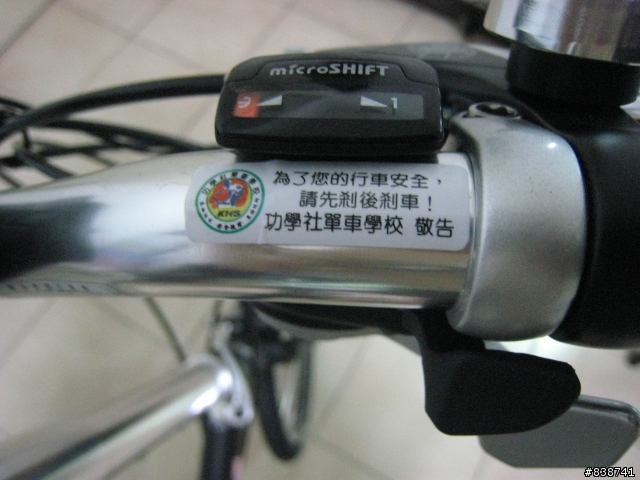 microSHIFT
1
為了您的行車安全，
請先剎後剎車！
功學社單車學校 敬告
KHS
#838741